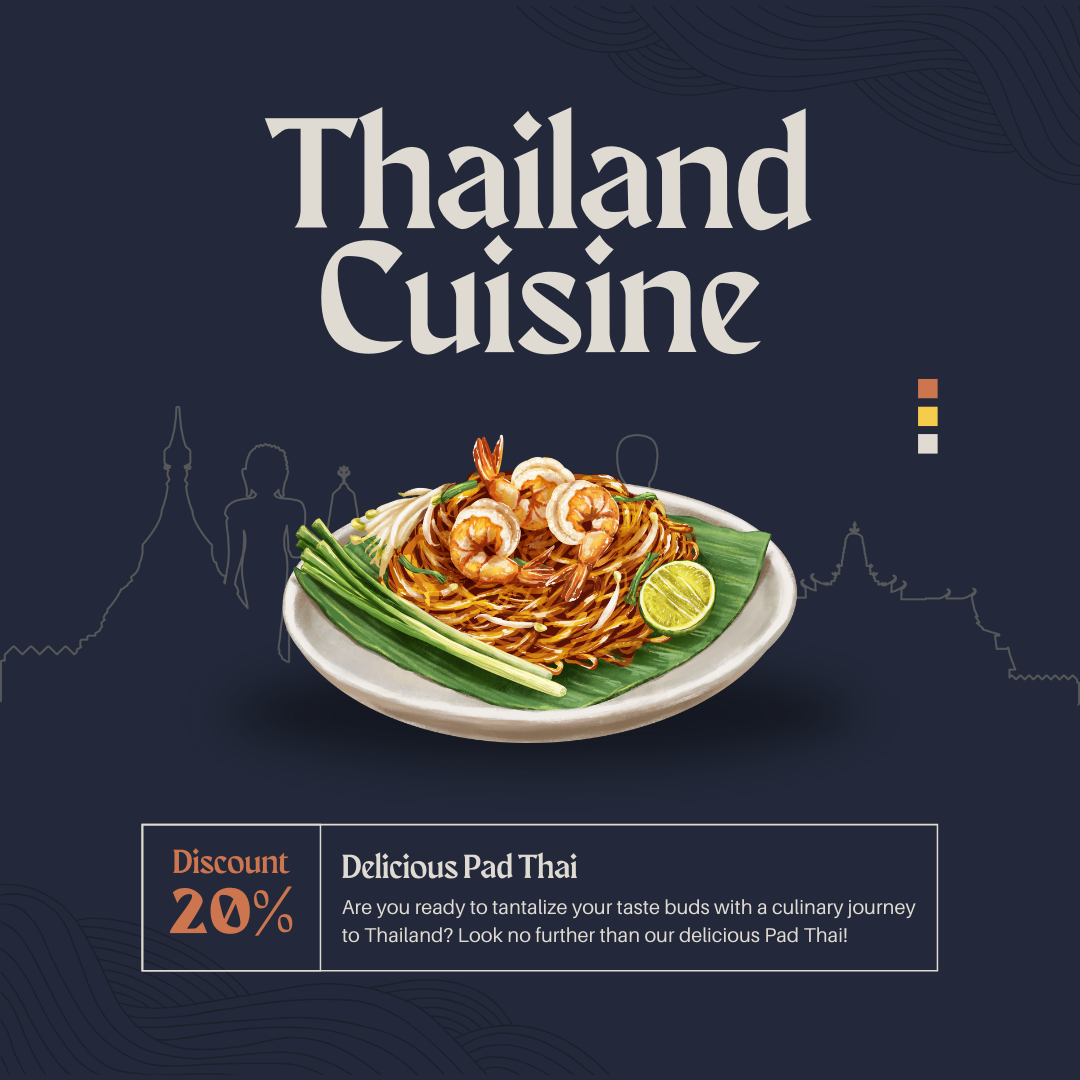 Thailand
Cuisine
Discount
20%
Delicious Pad Thai
Are you ready to tantalize your taste buds with a culinary journey
to Thailand? Look no further than our delicious Pad Thai!